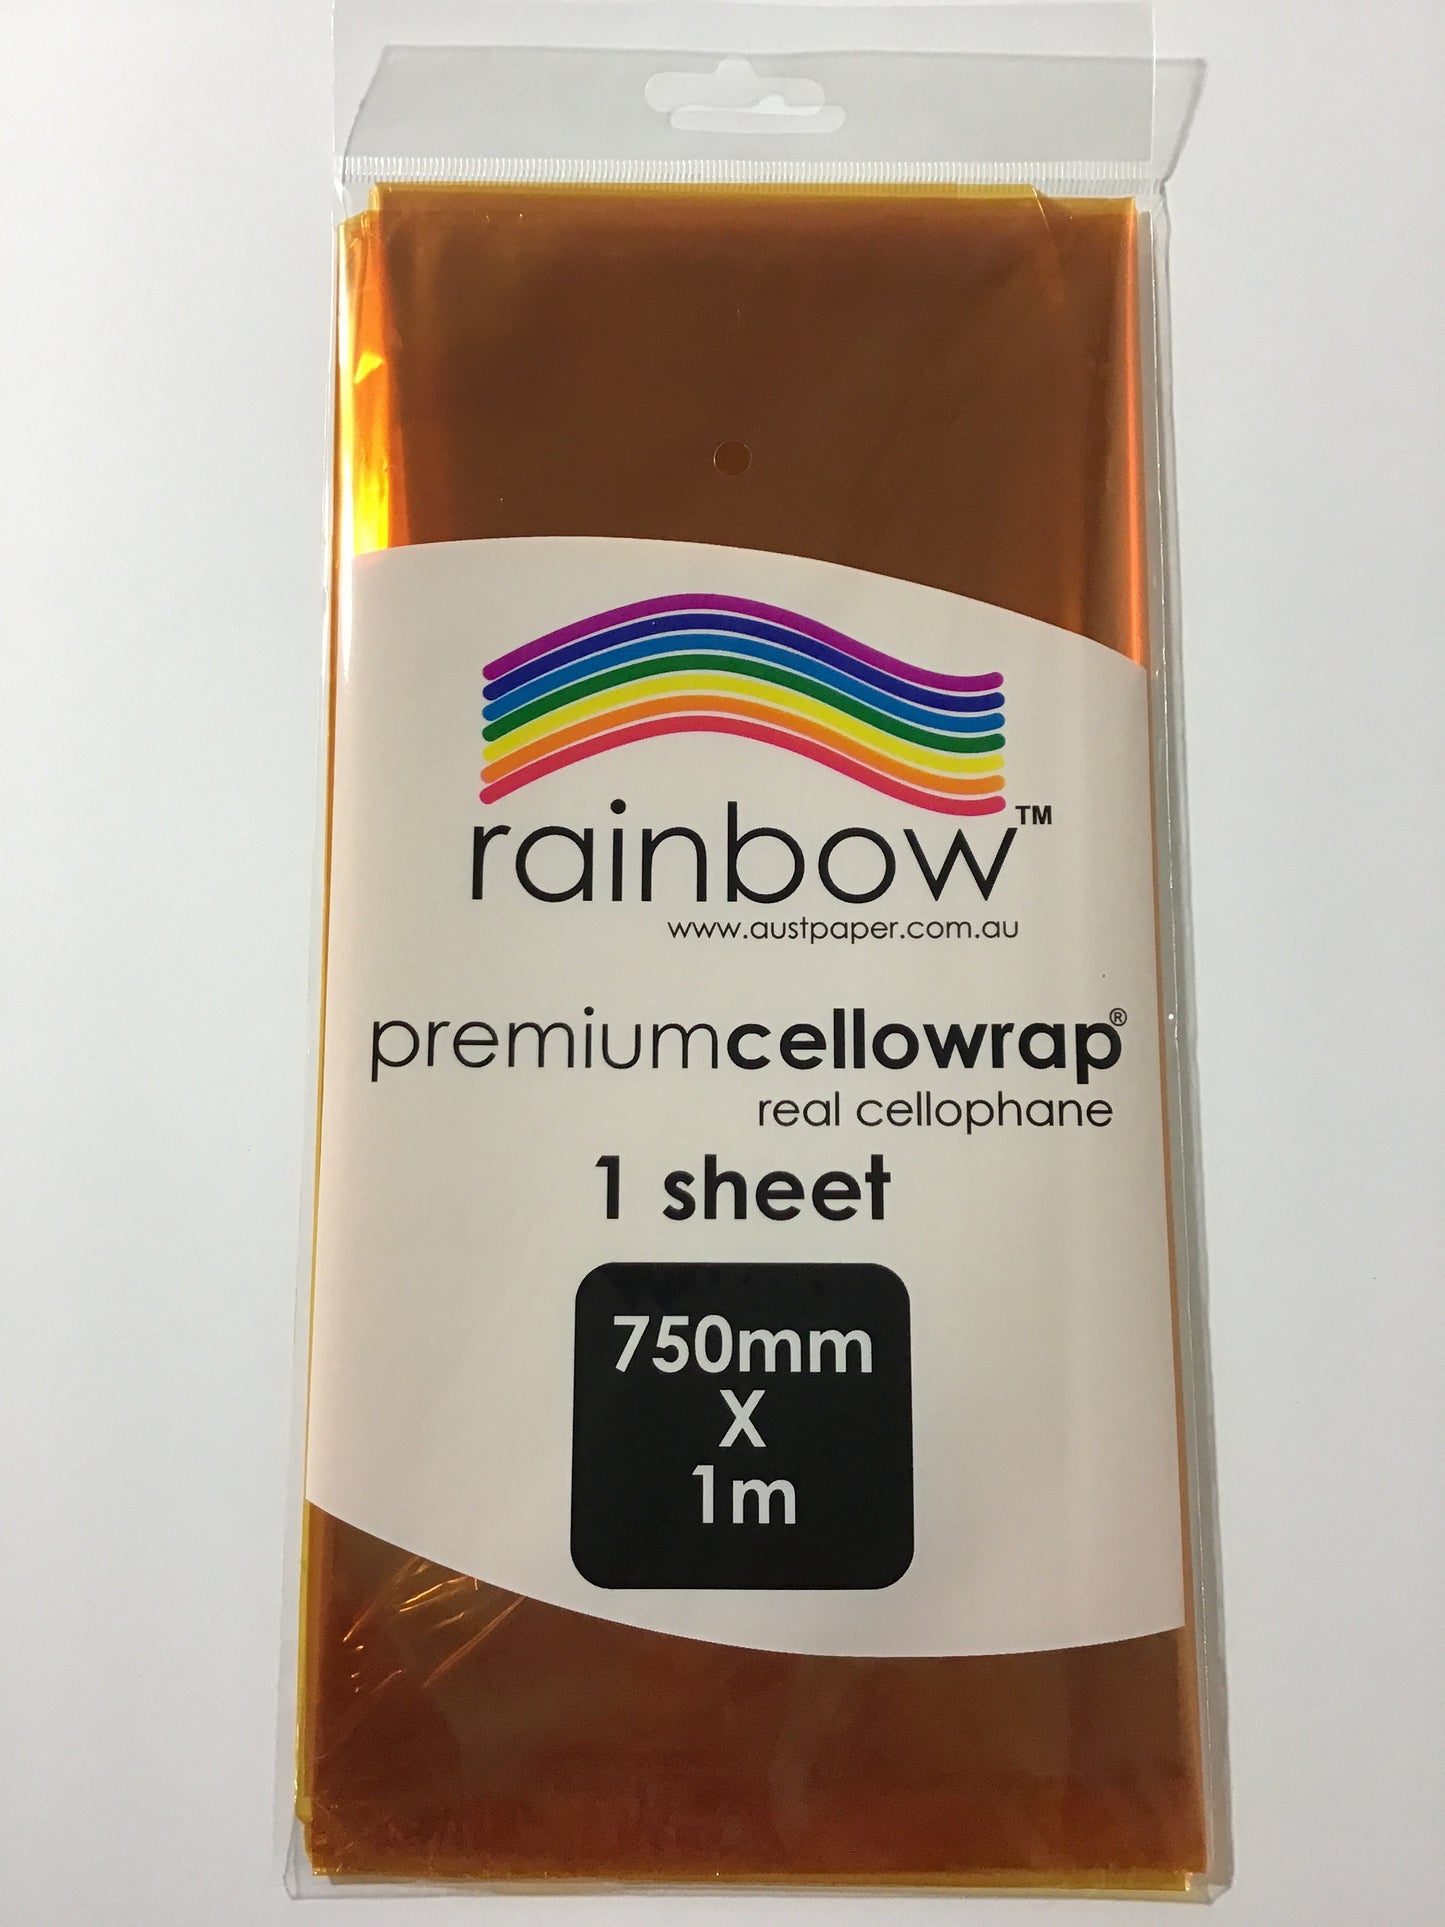 rainbow™
www.austpaper.com.au
premiumcellowrap®
real cellophane
1 sheet
750mm
X
1m